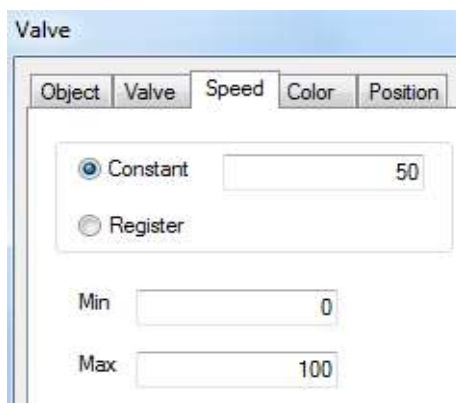 Valve
Object Valve Speed Color Position
Constant 50
Register
Min 0
Max 100